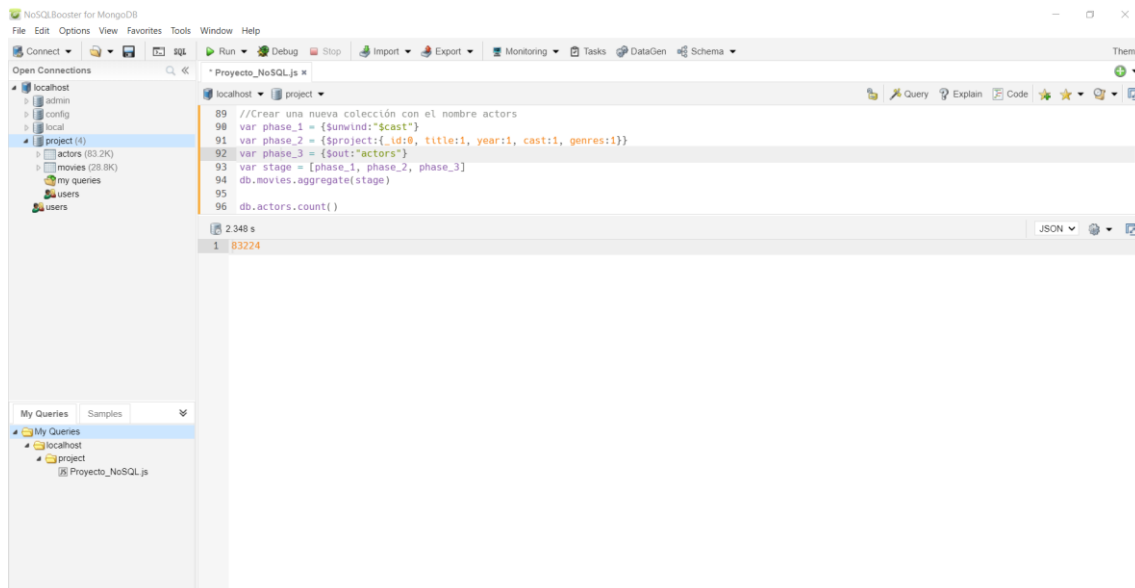 NoSQLBooster for MongoDB
File Edit Options View Favorites Tools Window Help
Connect Run Debug Stop Import Export Monitoring Tasks DataGen Schema Them
SQL
Open Connections
localhost
admin
config
local
project (4)
actors (83.2K)
movies (28.8K)
my queries
users
users
* Proyecto_NoSQL.js
localhost project Query Explain Code
89 //Crear una nueva colección con el nombre actors
90 var phase_1 = {$unwind:"$cast"}
91 var phase_2 = {$project:{_id:0, title:1, year:1, cast:1, genres:1}}
92 var phase_3 = {$out:"actors"}
93 var stage = [phase_1, phase_2, phase_3]
94 db.movies.aggregate(stage)
95
96 db.actors.count()
2.348 s JSON
1 83224
My Queries Samples
My Queries
localhost
project
Proyecto_NoSQL.js